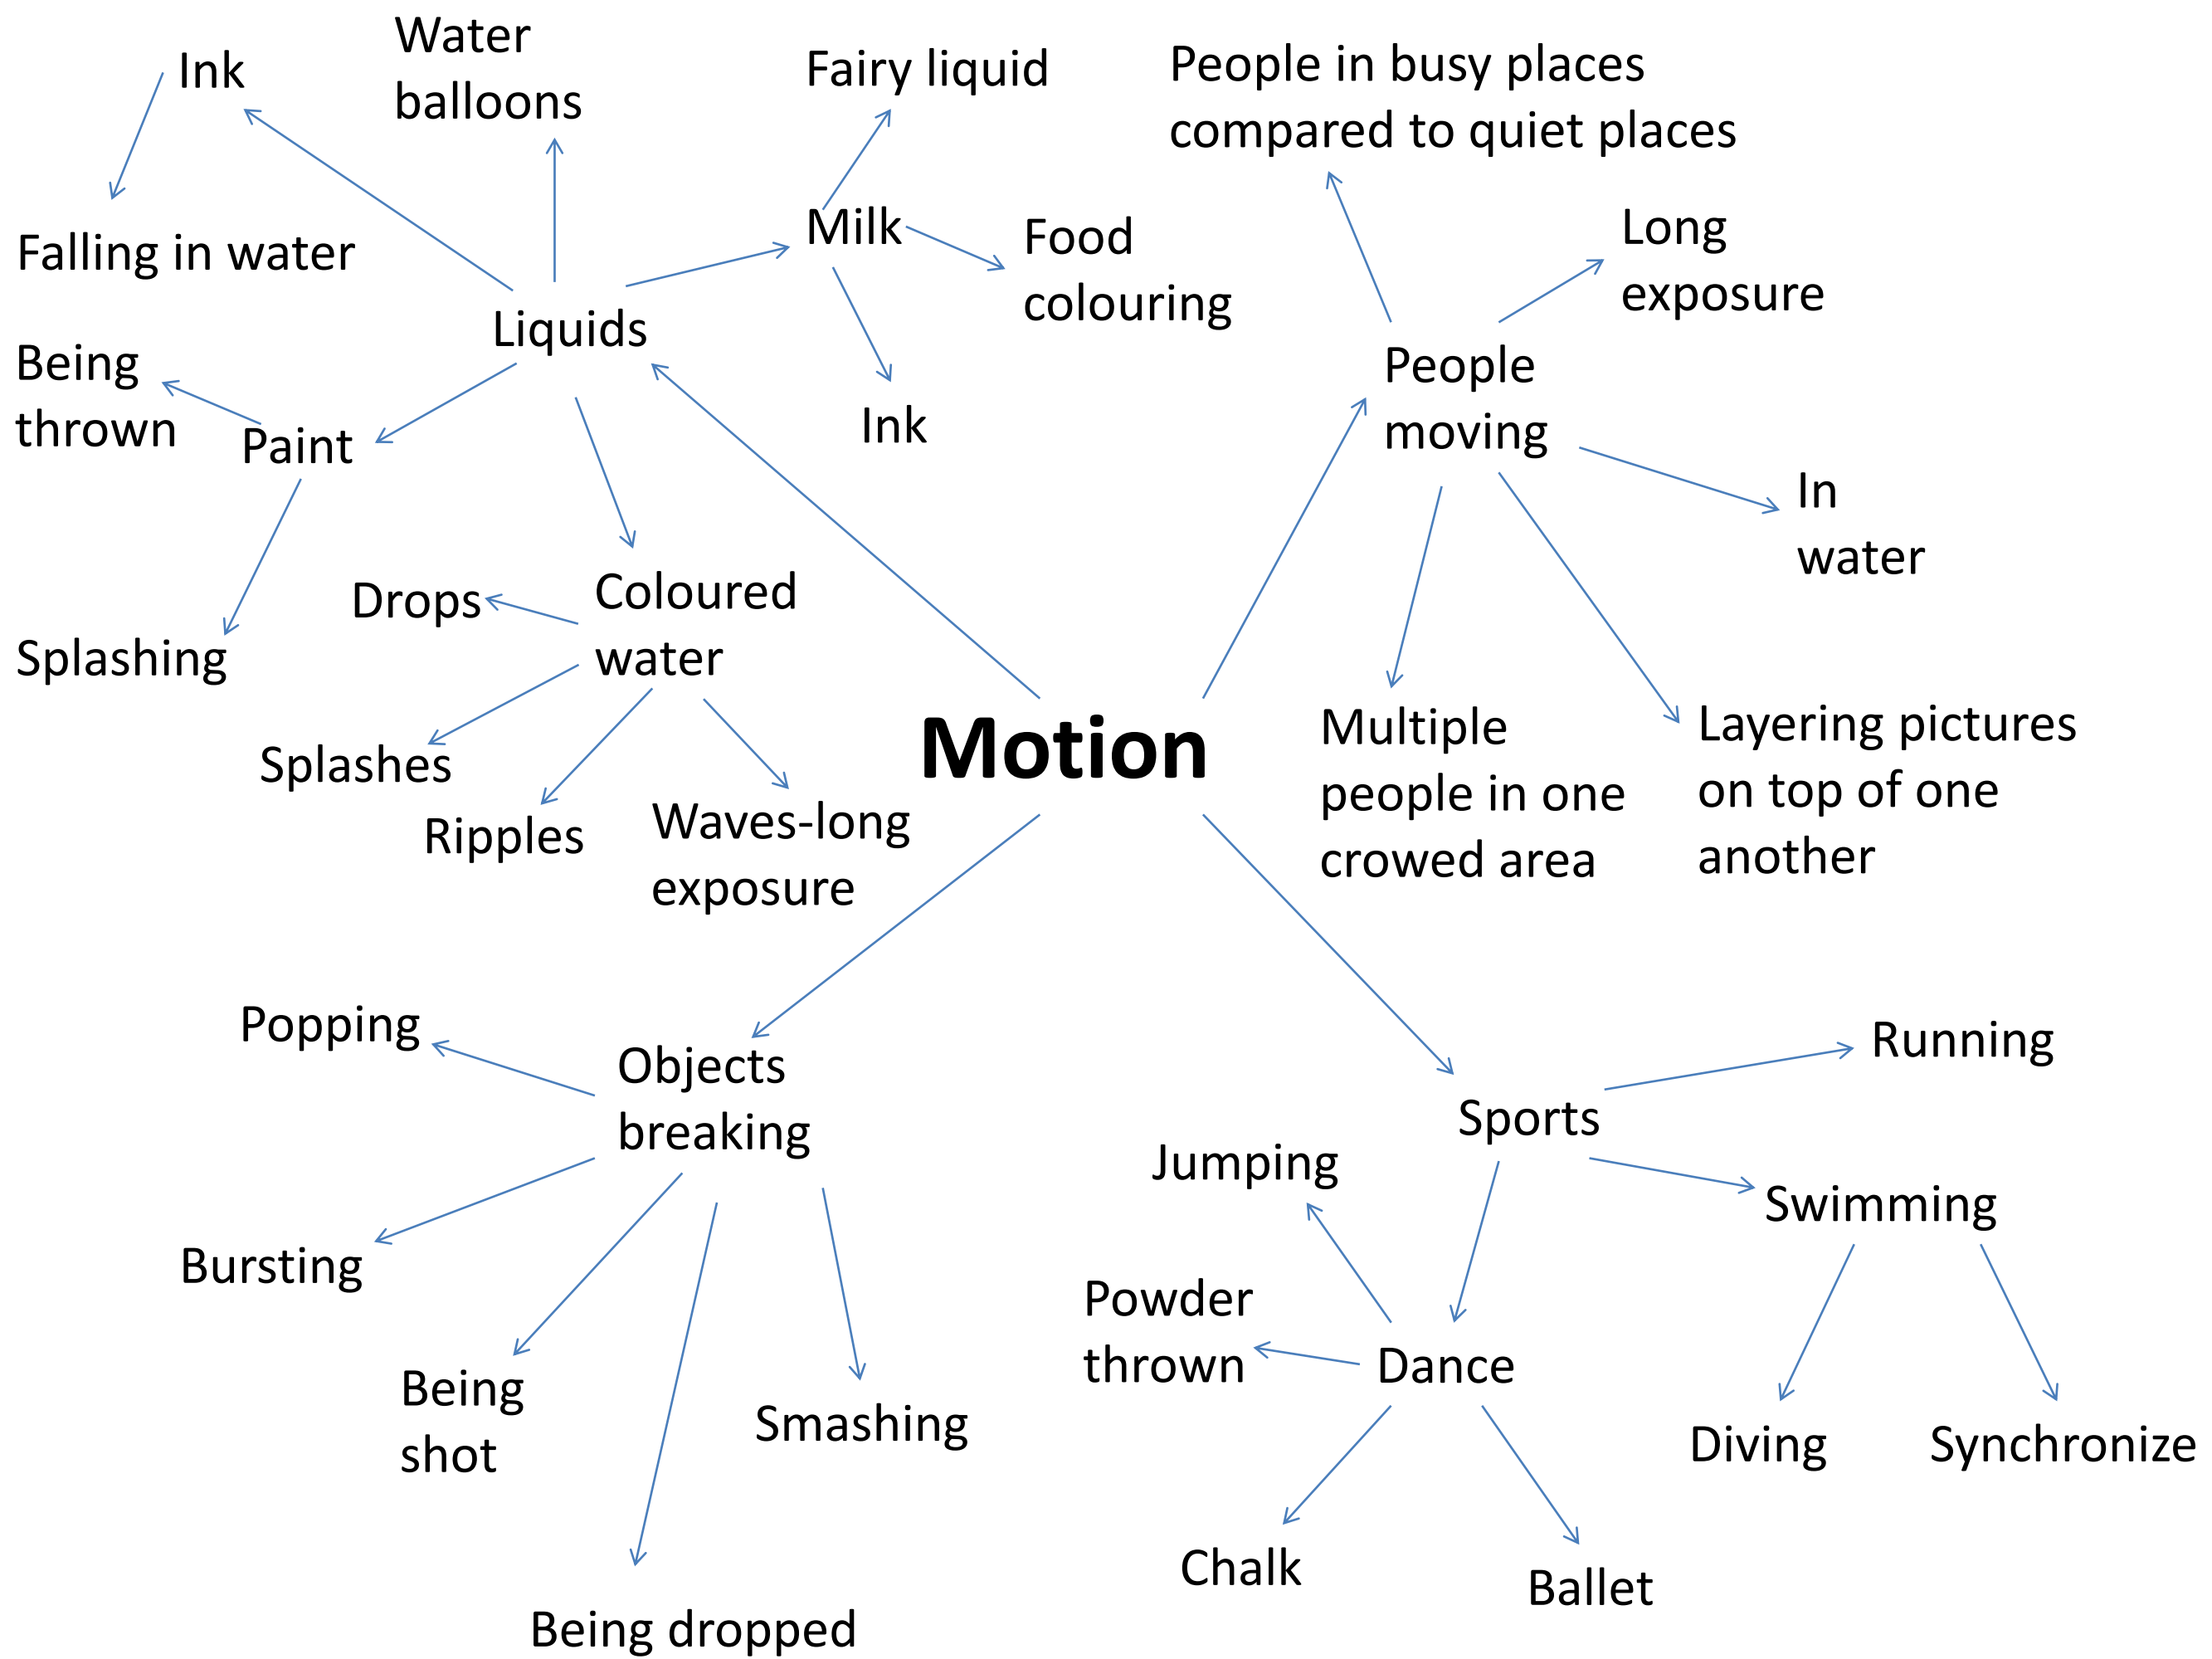 Ink
Water
balloons
Fairy liquid
People in busy places
compared to quiet places
Falling in water
Milk
Food
colouring
Long
exposure
Liquids
Being
thrown
Paint
Ink
People
moving
In
water
Drops
Coloured
water
Splashing
Splashes
Ripples
Waves-long
exposure
Motion
Multiple
people in one
crowed area
Layering pictures
on top of one
another
Popping
Objects
breaking
Running
Sports
Jumping
Swimming
Bursting
Powder
thrown
Dance
Being
shot
Smashing
Diving
Synchronize
Chalk
Ballet
Being dropped